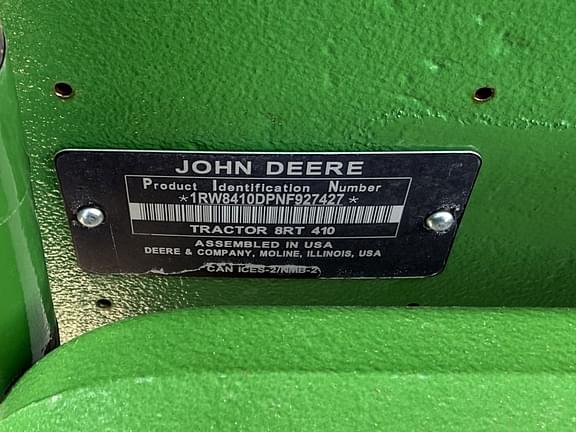 JOHN DEERE
Product Identification Number
*1RW8410DPNF927427*
TRACTOR 8RT 410
ASSEMBLED IN USA
DEERE & COMPANY, MOLINE, ILLINOIS, USA
CAN ICES-2/NMB-2